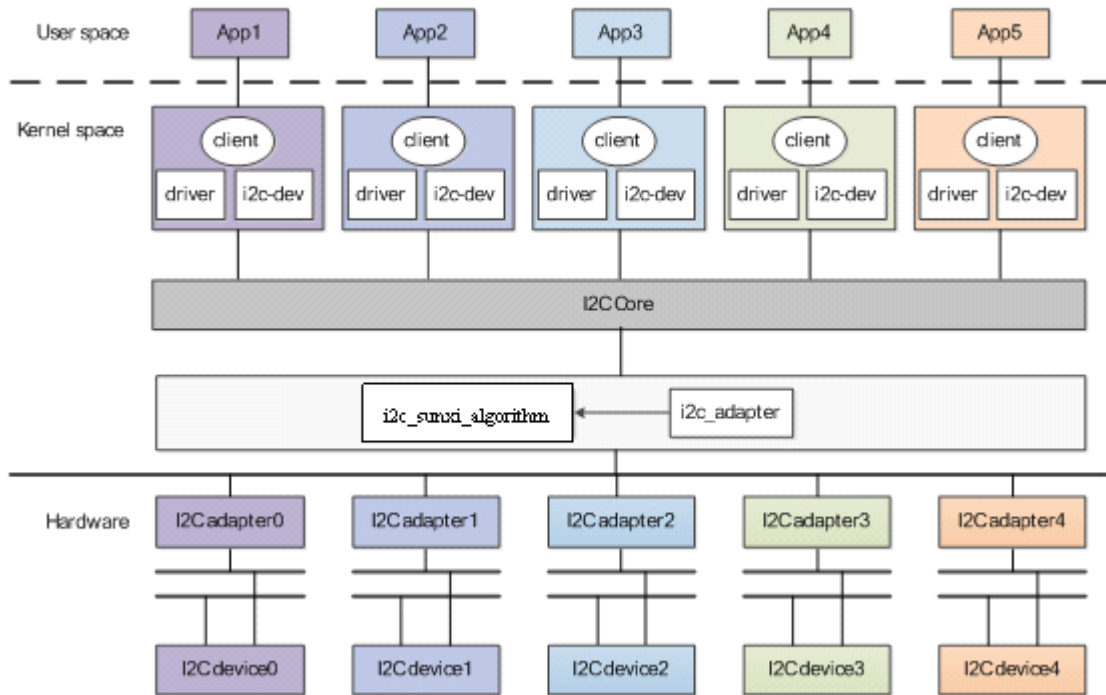 User space
App1
App2
App3
App4
App5
Kernel space
client
client
client
client
client
driver
i2c-dev
driver
i2c-dev
driver
i2c-dev
driver
i2c-dev
driver
i2c-dev
I2CCore
i2c_sunxi_algorithm
i2c_adapter
Hardware
I2Cadapter0
I2Cadapter1
I2Cadapter2
I2Cadapter3
I2Cadapter4
I2Cdevice0
I2Cdevice1
I2Cdevice2
I2Cdevice3
I2Cdevice4